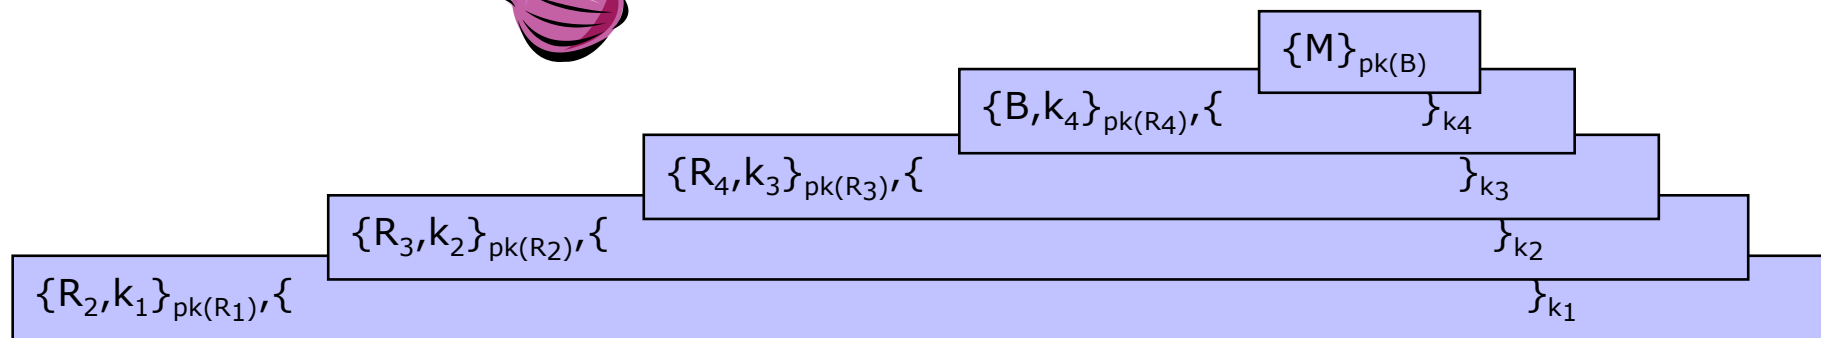 {M}pk(B)
{B,k4}pk(R4),{ }k4
{R4,k3}pk(R3),{ }k3
{R3,k2}pk(R2),{ }k2
{R2,k1}pk(R1),{ }k1